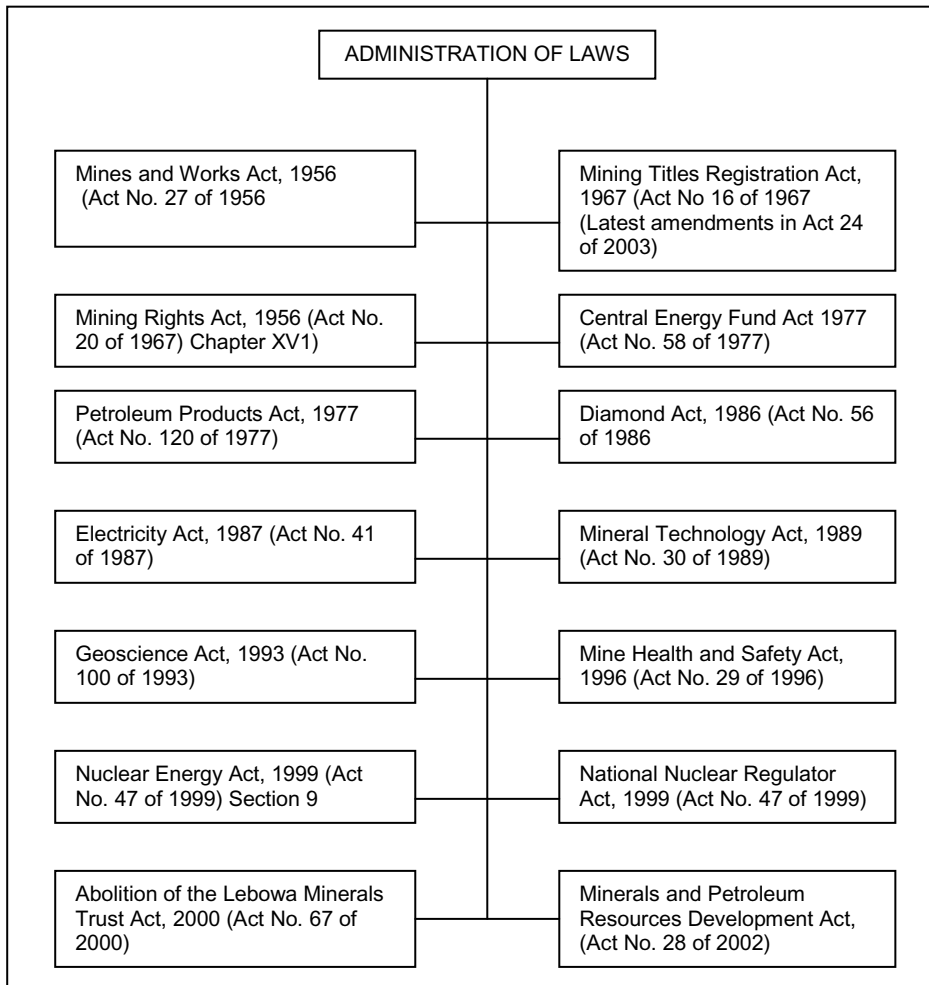 ADMINISTRATION OF LAWS
Mines and Works Act, 1956
(Act No. 27 of 1956
Mining Titles Registration Act,
1967 (Act No 16 of 1967
(Latest amendments in Act 24
of 2003)
Mining Rights Act, 1956 (Act No.
20 of 1967) Chapter XV1)
Central Energy Fund Act 1977
(Act No. 58 of 1977)
Petroleum Products Act, 1977
(Act No. 120 of 1977)
Diamond Act, 1986 (Act No. 56
of 1986
Electricity Act, 1987 (Act No. 41
of 1987)
Mineral Technology Act, 1989
(Act No. 30 of 1989)
Geoscience Act, 1993 (Act No.
100 of 1993)
Mine Health and Safety Act,
1996 (Act No. 29 of 1996)
Nuclear Energy Act, 1999 (Act
No. 47 of 1999) Section 9
National Nuclear Regulator
Act, 1999 (Act No. 47 of 1999)
Abolition of the Lebowa Minerals
Trust Act, 2000 (Act No. 67 of
2000)
Minerals and Petroleum
Resources Development Act,
(Act No. 28 of 2002)